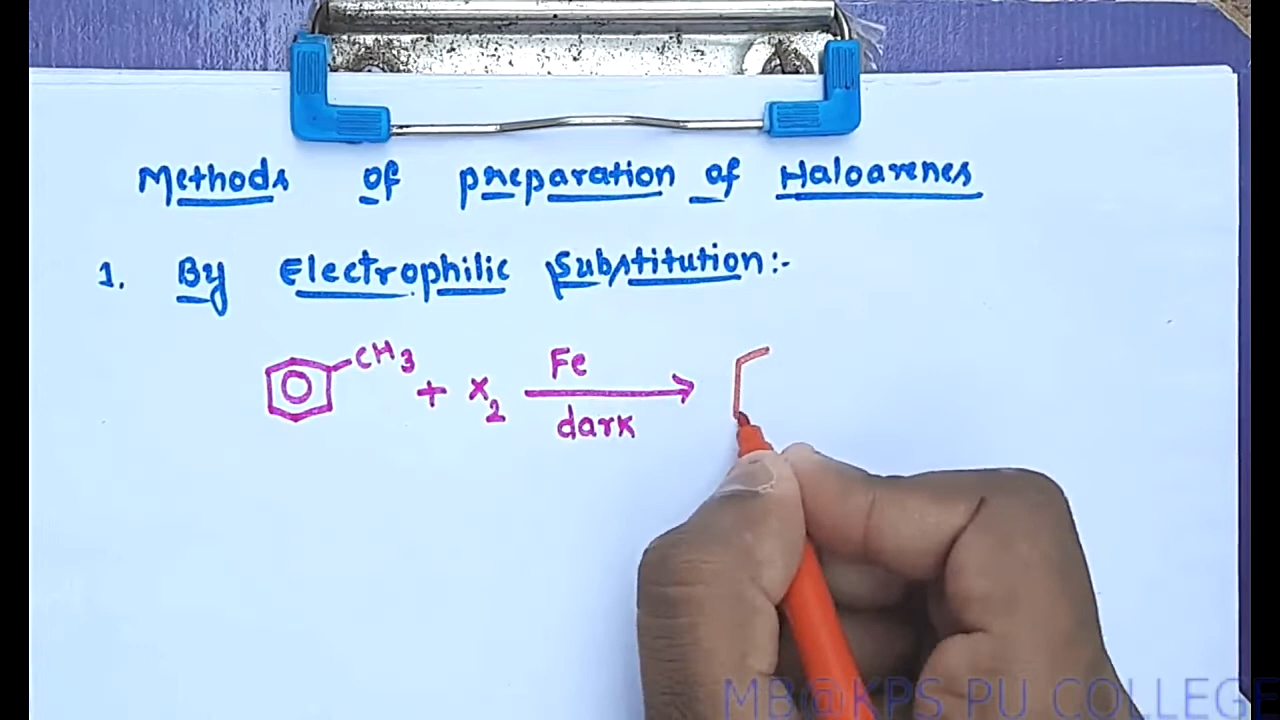 Methods of preparation of Haloarenes
1. By Electrophilic Substitution:-
CH3 + X2 Fe
dark
MB@KPS PU COLLEGE